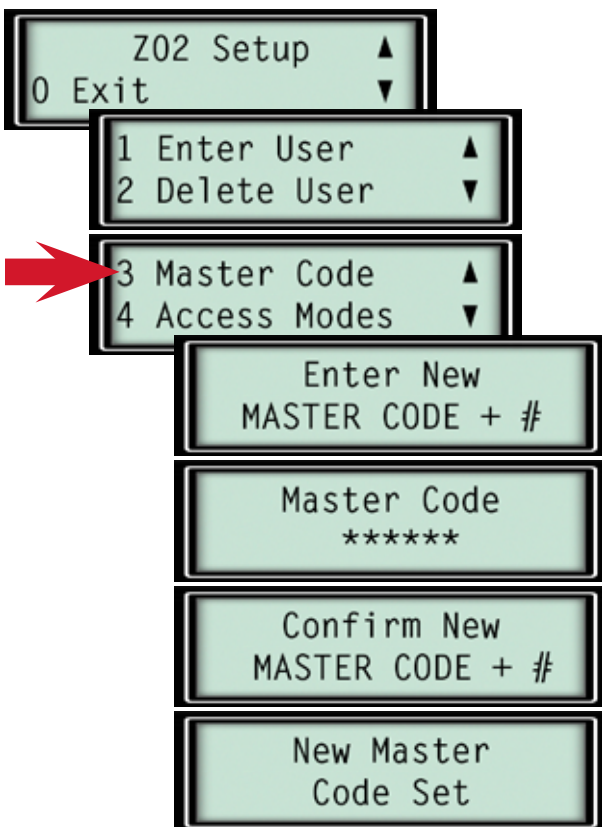 Z02 Setup ▲
0 Exit ▼
1 Enter User ▲
2 Delete User ▼
3 Master Code ▲
4 Access Modes ▼
Enter New
MASTER CODE + #
Master Code
******
Confirm New
MASTER CODE + #
New Master
Code Set